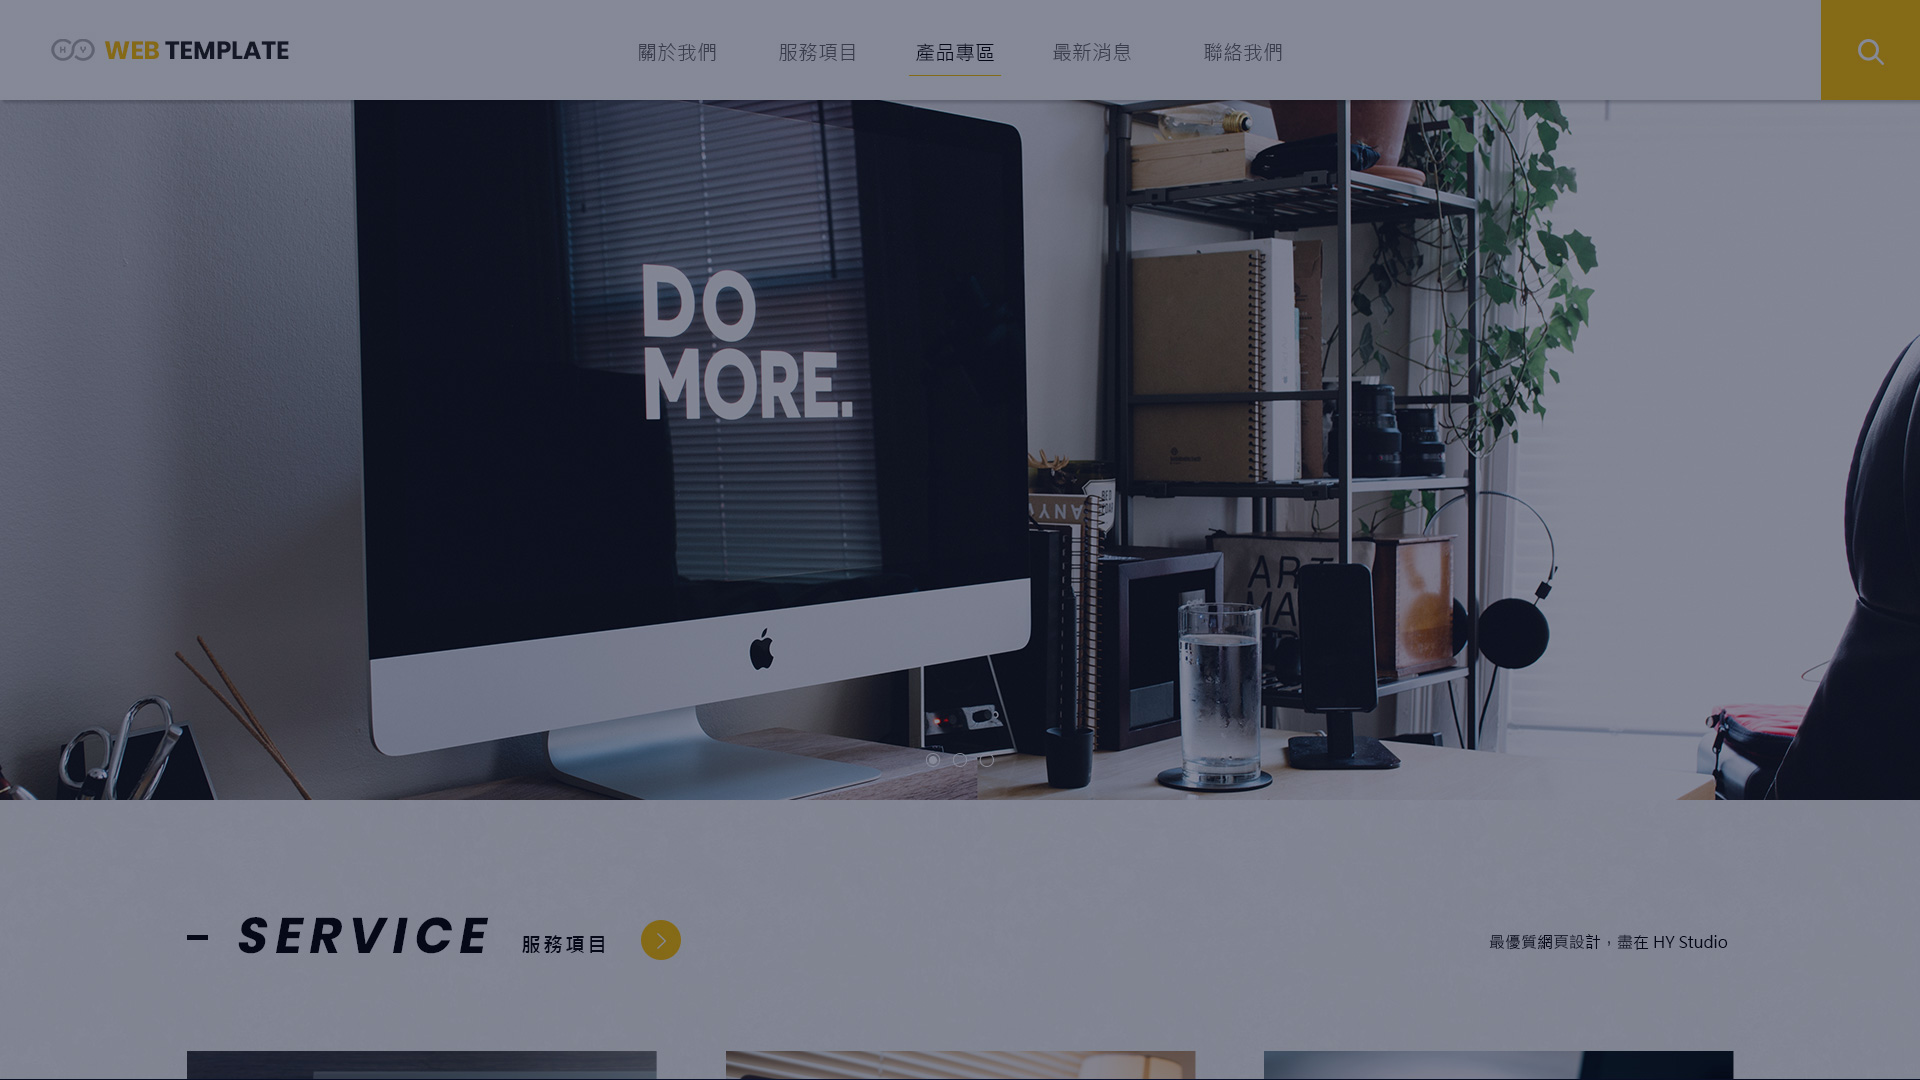 HY WEB TEMPLATE
關於我們
服務項目
產品專區
最新消息
聯絡我們
DO
MORE.
ART
MA
– SERVICE 服務項目
最優質網頁設計，盡在 HY Studio